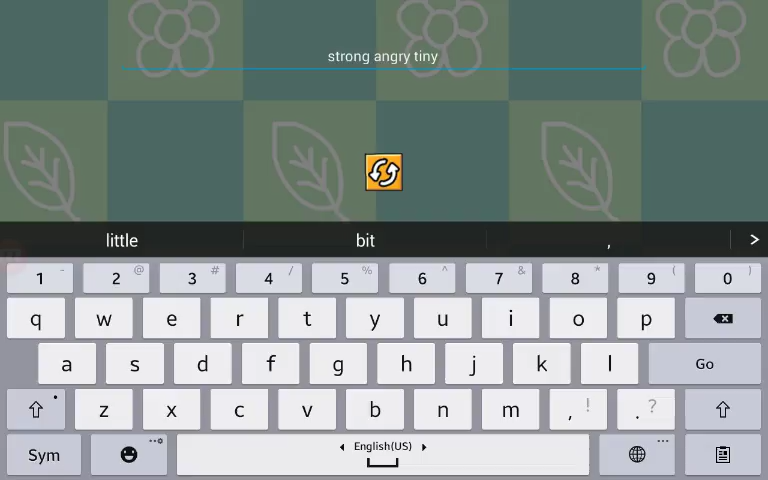 strong angry tiny
little bit , >
1 - 2 @ 3 # 4 / 5 % 6 ^ 7 & 8 * 9 ( 0 )
q w e r t y u i o p
a s d f g h j k l Go
z x c v b n m , ! . ?
Sym English(US)